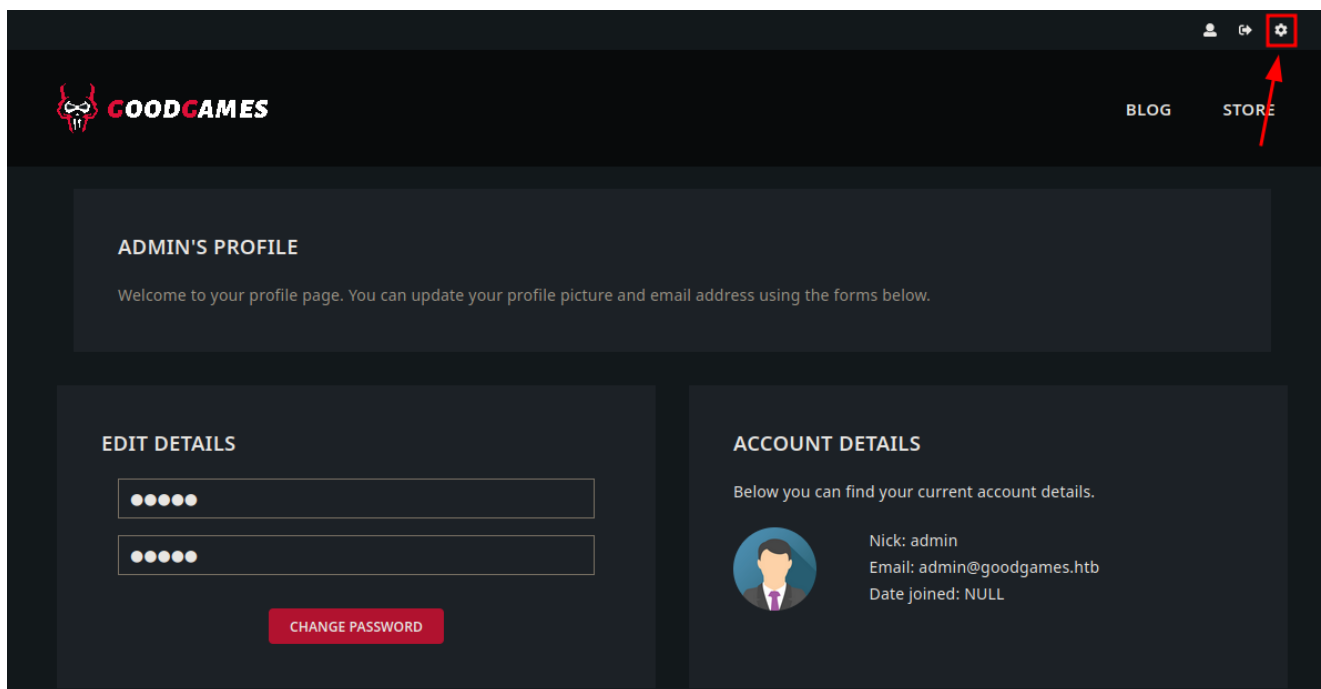 GOODGAMES
BLOG
STORE
ADMIN'S PROFILE
Welcome to your profile page. You can update your profile picture and email address using the forms below.
EDIT DETAILS
●●●●●
●●●●●
CHANGE PASSWORD
ACCOUNT DETAILS
Below you can find your current account details.
Nick: admin
Email: admin@goodgames.htb
Date joined: NULL